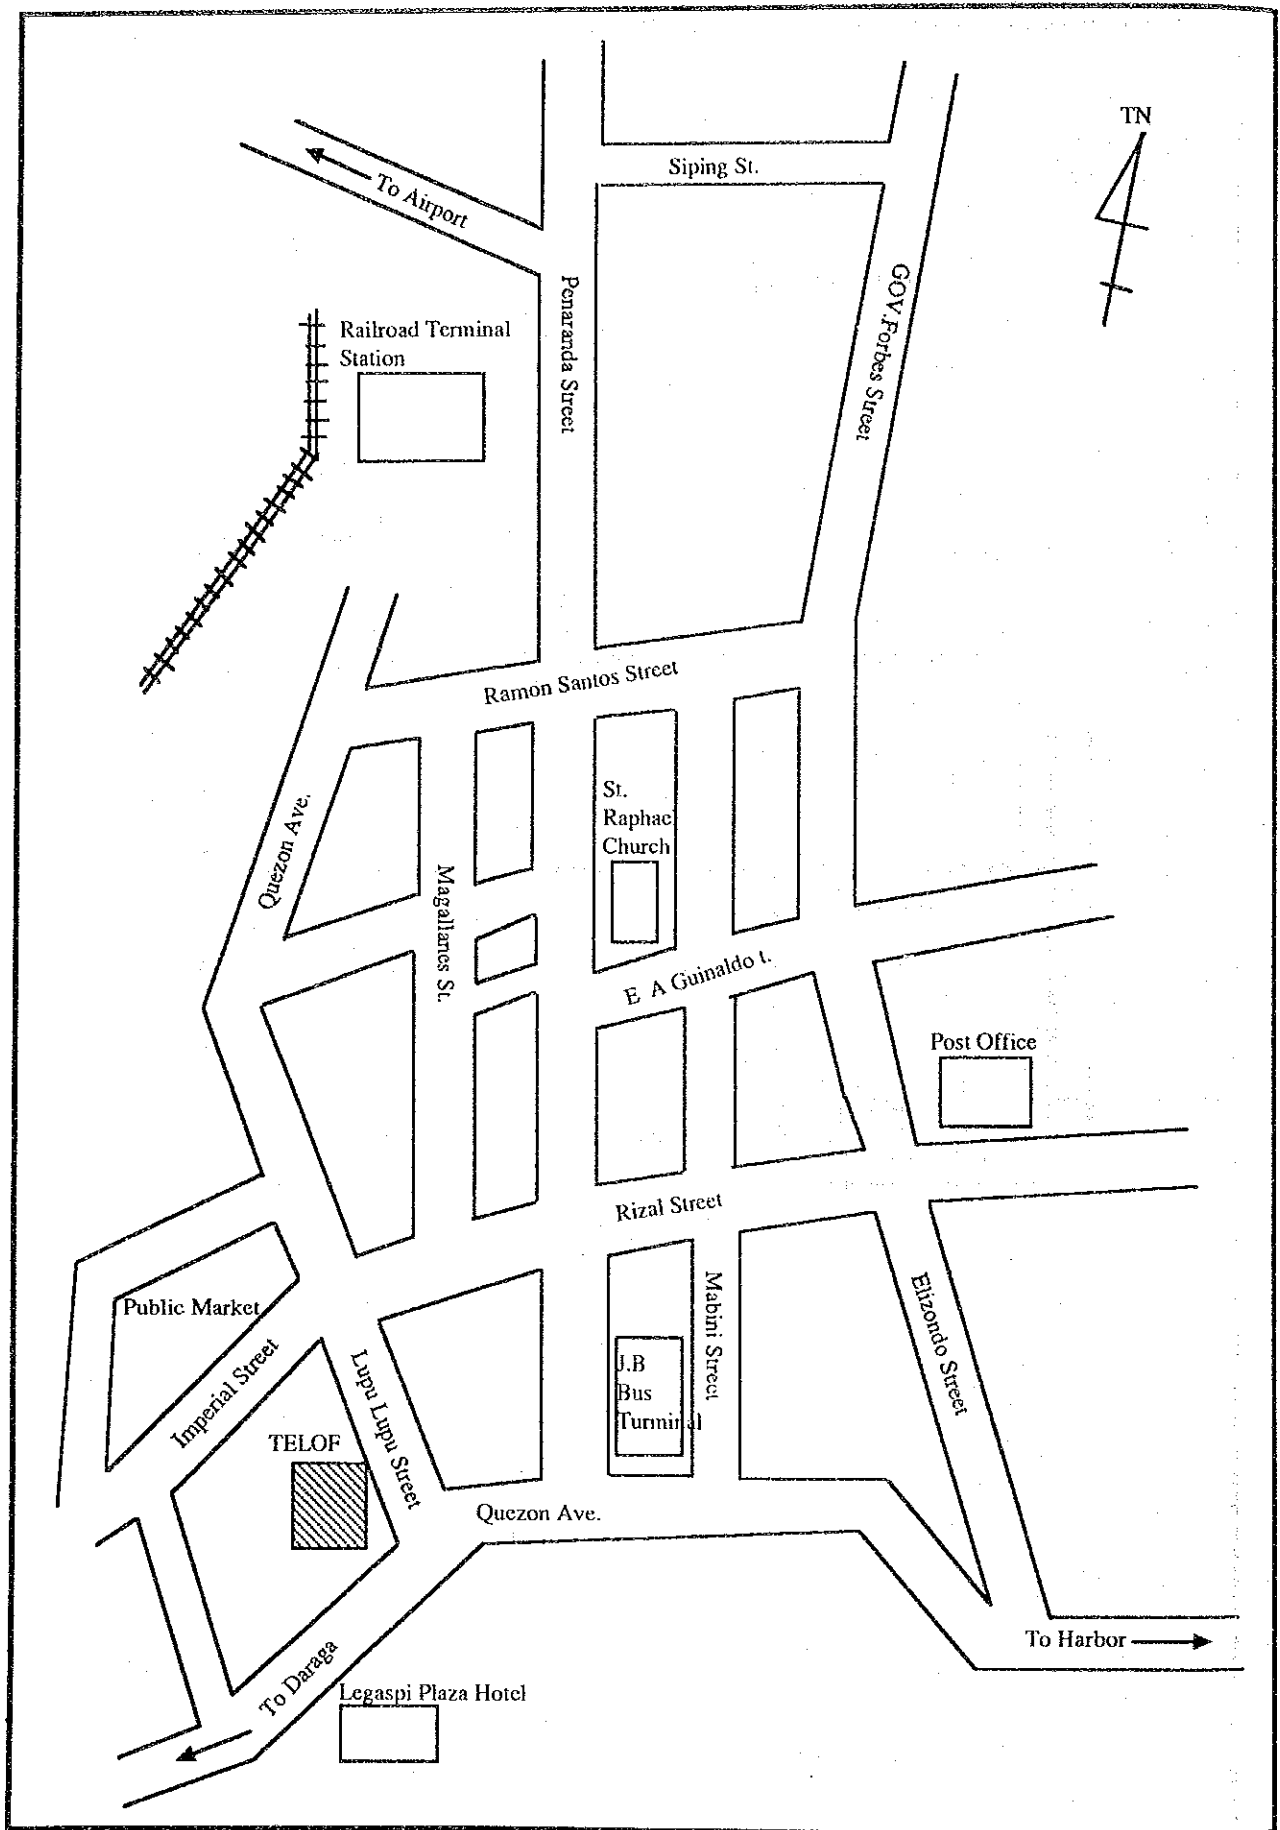 TN
Siping St.
To Airport
Penaranda Street
GOV.Forbes Street
Railroad Terminal
Station
Ramon Santos Street
St.
Raphael
Church
Quezon Ave.
Magallanes St.
E A Guinaldo t.
Post Office
Rizal Street
Public Market
Mabini Street
Elizondo Street
Imperial Street
Lupu Lupu Street
J.B
Bus
Turminal
TELOF
Quezon Ave.
To Harbor
To Daraga
Legaspi Plaza Hotel